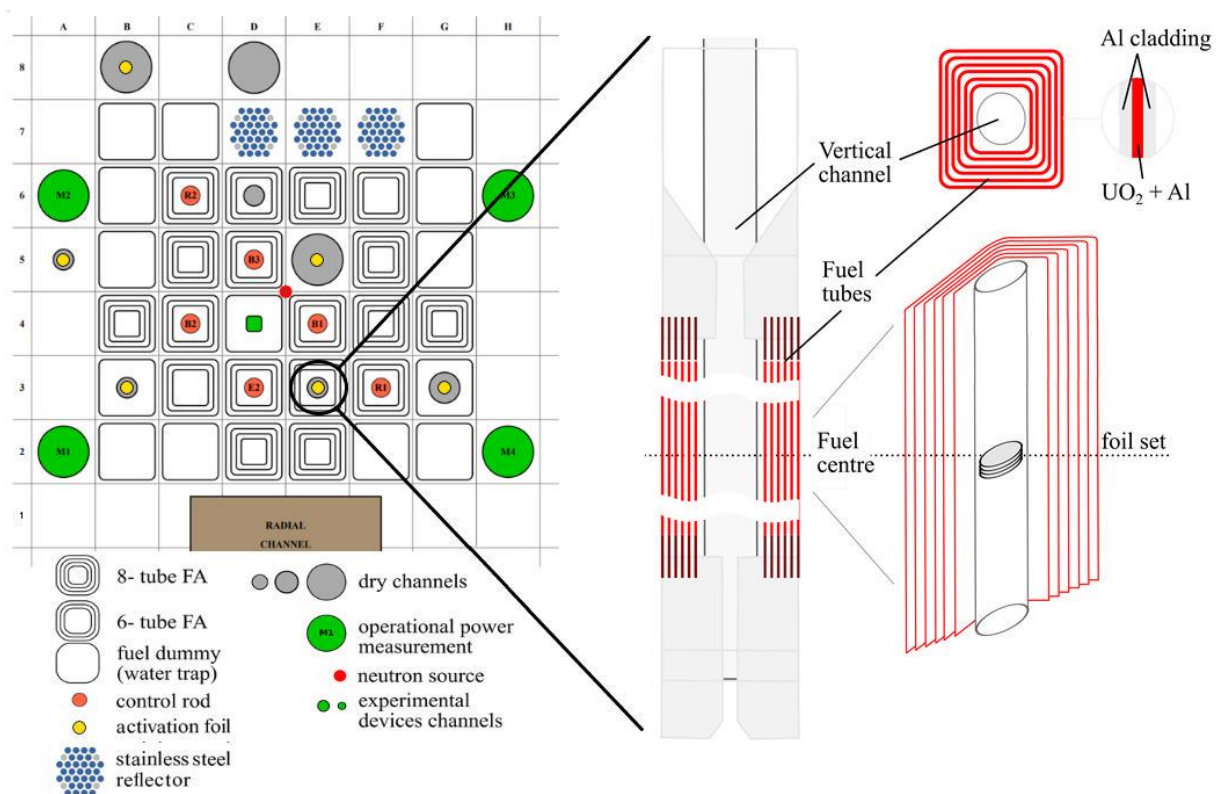 A B C D E F G H
8
7
M2 6 R2 M3
5 B3
4 B2 B1
3 E2 R1
M1 2 M4
1
RADIAL
CHANNEL
8- tube FA
6- tube FA
fuel dummy
(water trap)
control rod
activation foil
stainless steel
reflector
dry channels
M1
operational power
measurement
neutron source
experimental
devices channels
Vertical
channel
Fuel
tubes
Fuel
centre
Al cladding
UO₂ + Al
foil set